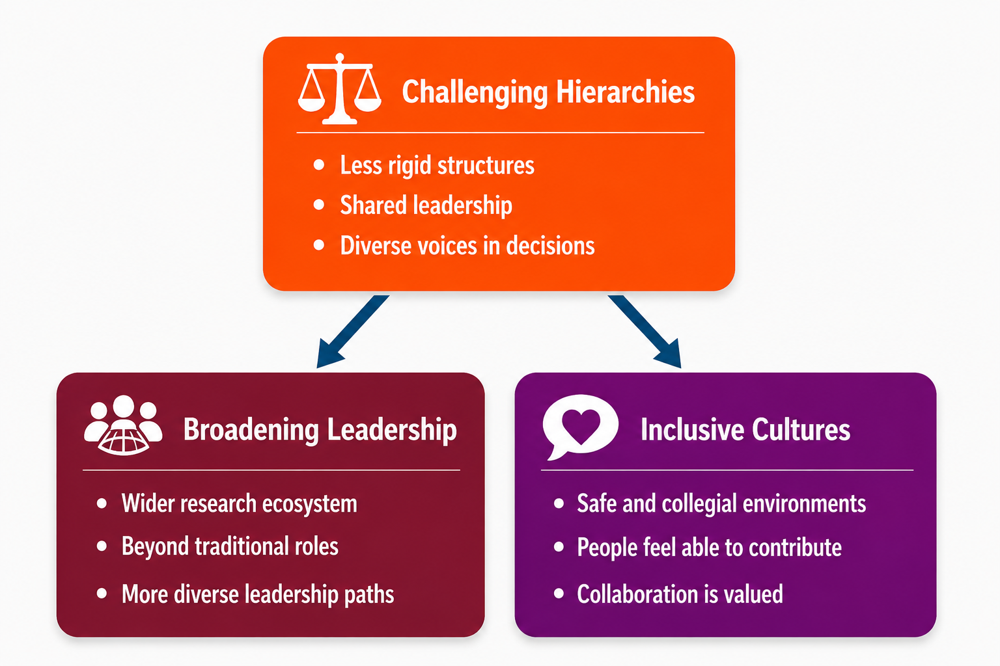 Challenging Hierarchies
• Less rigid structures
• Shared leadership
• Diverse voices in decisions
Broadening Leadership
• Wider research ecosystem
• Beyond traditional roles
• More diverse leadership paths
Inclusive Cultures
• Safe and collegial environments
• People feel able to contribute
• Collaboration is valued